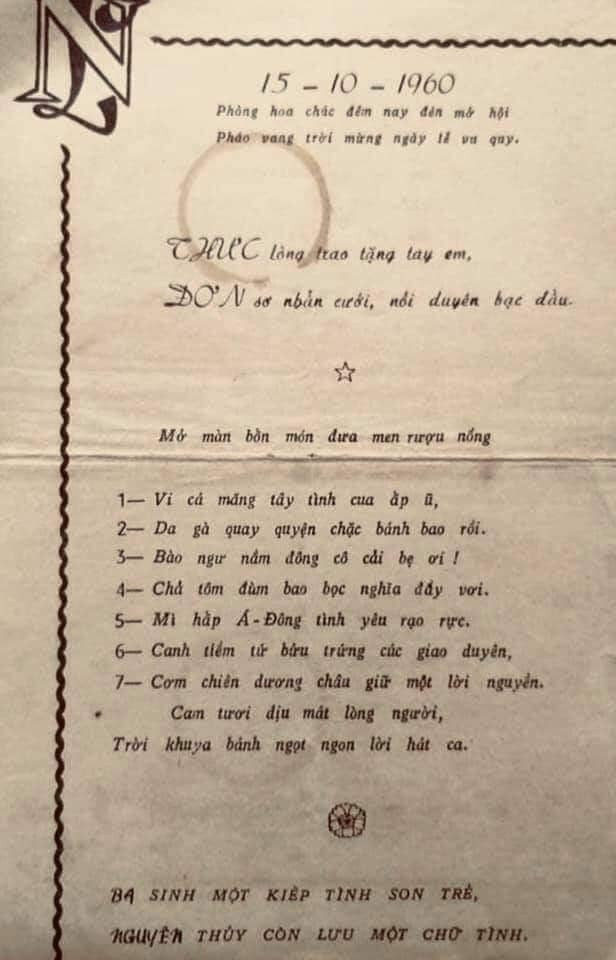 N
15 - 10 - 1960
Phòng hoa chúc đêm nay đèn mở hội
Pháo vang trời mừng ngày lễ vu quy.
THỨC lòng trao tặng tay em,
ĐƠN sơ nhẫn cưới, nồi duyên bạc đầu.
Mở màn bồn món đưa men rượu nồng
1— Vi cá măng tây tình cua ấp ủ,
2— Da gà quay quyện chặc bánh bao rồi.
3— Bào ngư nấm đông cô cải bẹ ơi !
4— Chả tôm đùm bao bọc nghĩa đầy vơi.
5— Mì hấp Á-Đông tình yêu rạo rực.
6— Canh tiềm tứ bửu trứng cúc giao duyên,
7— Cơm chiên dương châu giữ một lời nguyền.
Cam tươi dịu mát lòng người,
Trời khuya bánh ngọt ngon lời hát ca.
BA SINH MỘT KIẾP TÌNH SON TRẺ,
NGUYÊN THỦY CÒN LƯU MỘT CHỮ TÌNH.